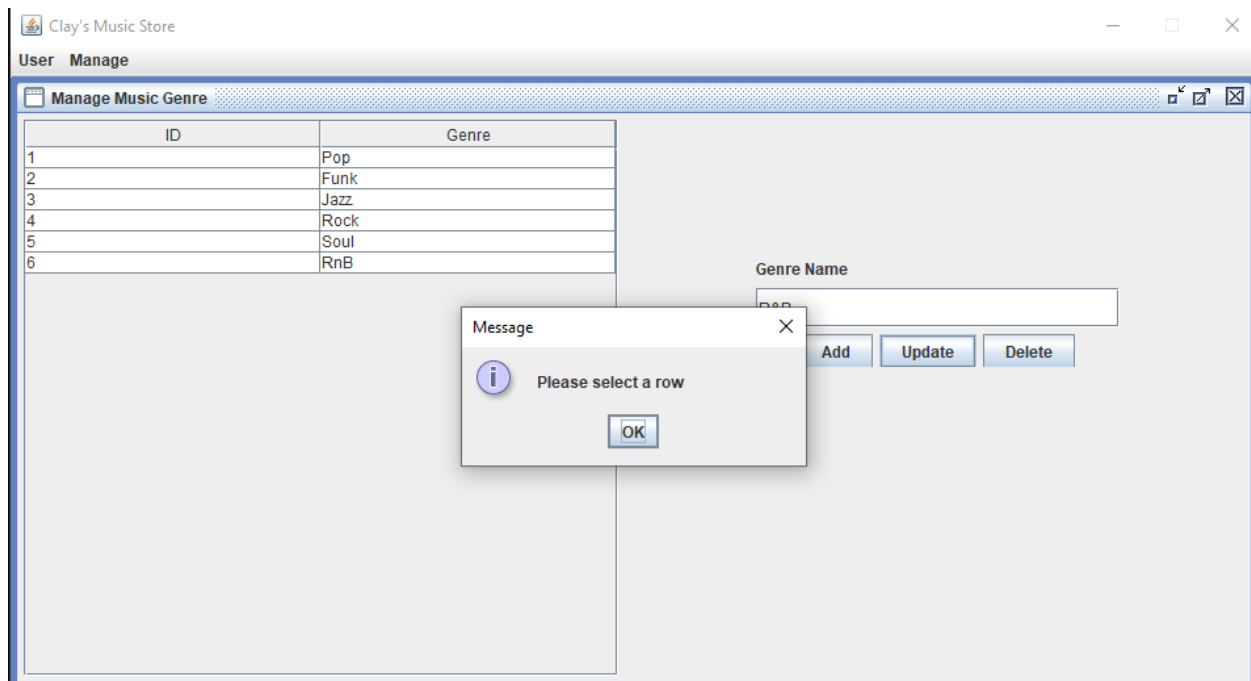 Clay's Music Store
User Manage
Manage Music Genre
ID Genre
1 Pop
2 Funk
3 Jazz
4 Rock
5 Soul
6 RnB
Genre Name
Add Update Delete
Message
i
Please select a row
OK